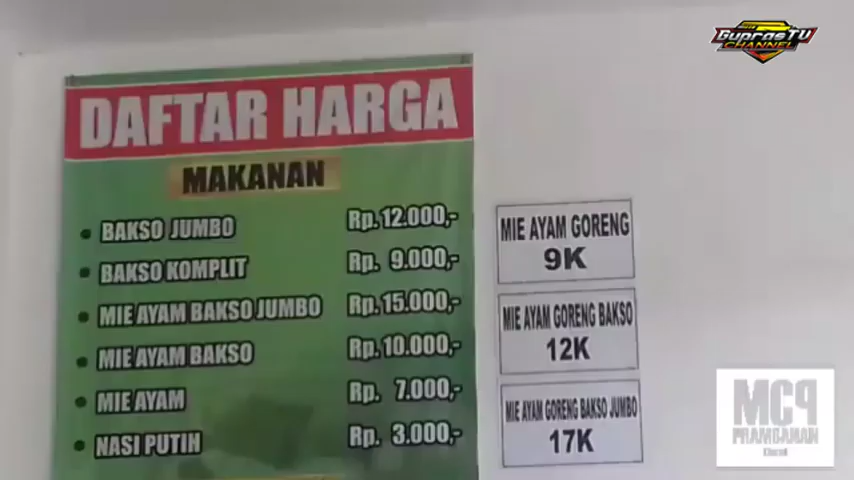 GuprasTV
CHANNEL
DAFTAR HARGA
MAKANAN
• BAKSO JUMBO Rp. 12.000,-
• BAKSO KOMPLIT Rp. 9.000,-
• MIE AYAM BAKSO JUMBO Rp. 15.000,-
• MIE AYAM BAKSO Rp. 10.000,-
• MIE AYAM Rp. 7.000,-
• NASI PUTIH Rp. 3.000,-
MIE AYAM GORENG
9K
MIE AYAM GORENG BAKSO
12K
MIE AYAM GORENG BAKSO JUMBO
17K
PRAMBANAN